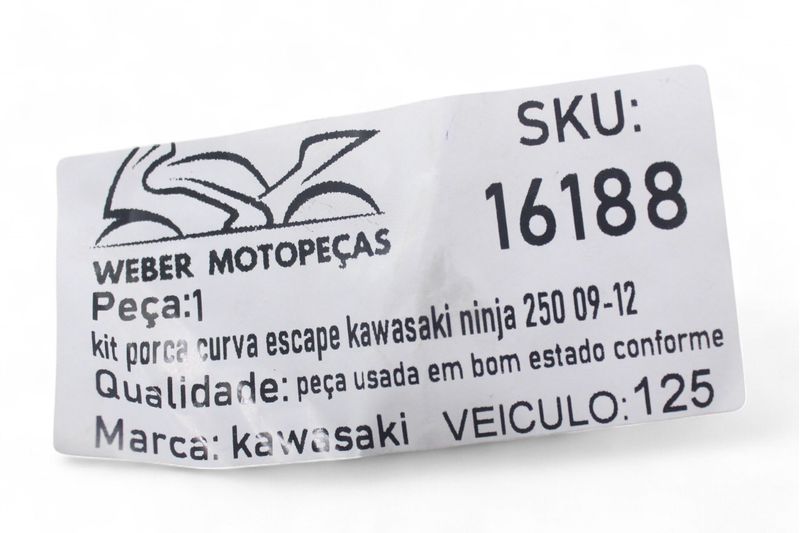 SKU:
16188
WEBER MOTOPEÇAS
Peça:1
kit porca curva escape kawasaki ninja 250 09-12
Qualidade: peça usada em bom estado conforme
Marca: kawasaki VEICULO: 125